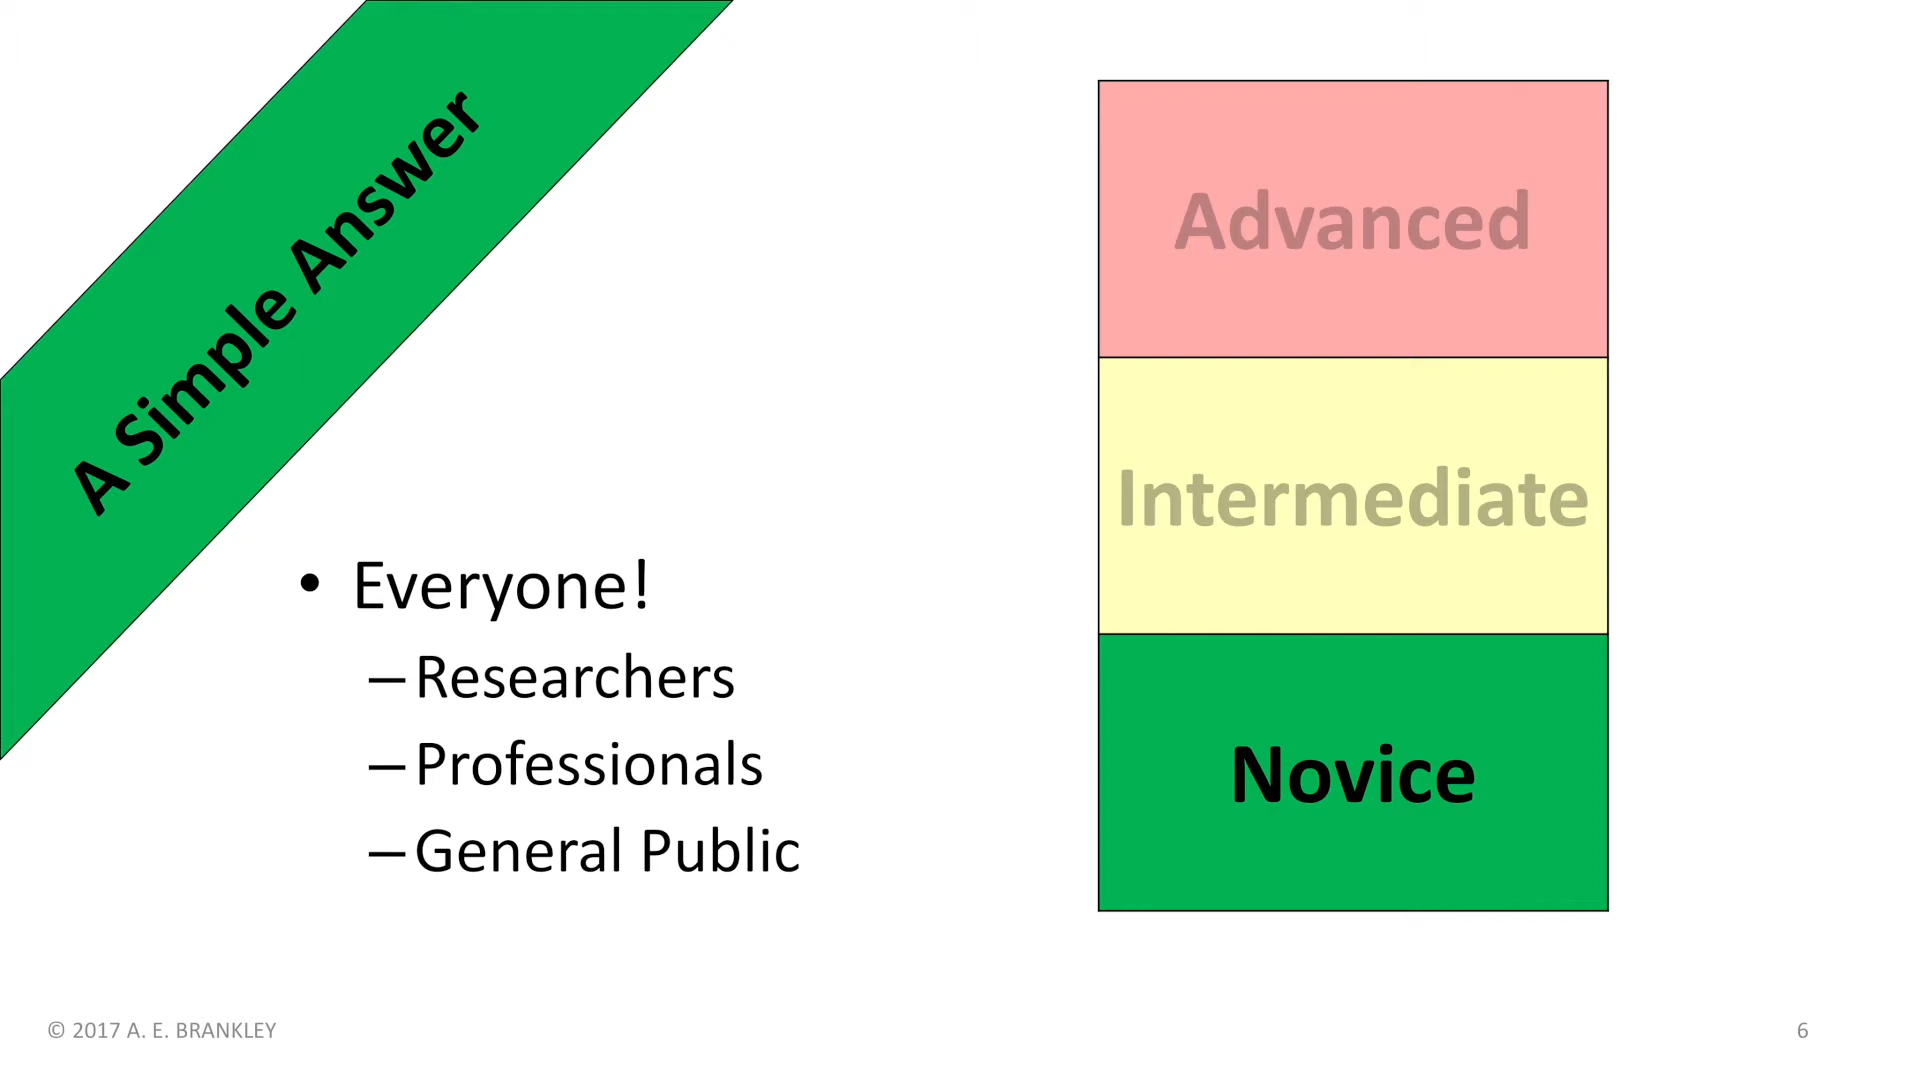 A Simple Answer
• Everyone!
–Researchers
–Professionals
–General Public
Advanced
Intermediate
Novice
© 2017 A. E. BRANKLEY
6